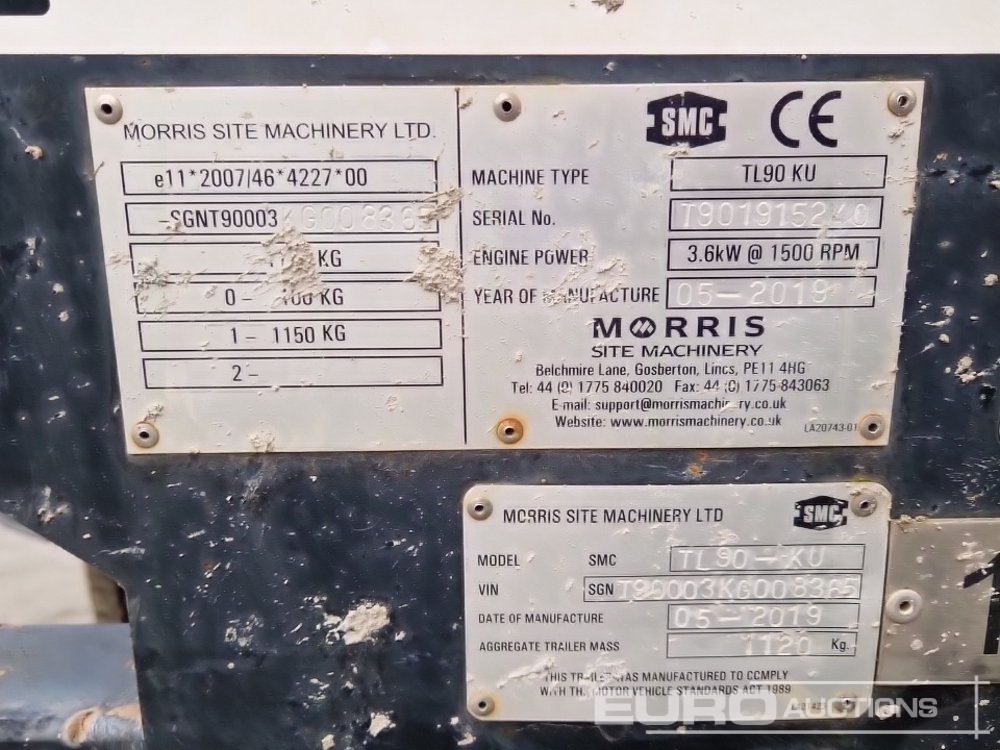 MORRIS SITE MACHINERY LTD.
e11*2007/46*4227*00
SGNT90003KG008365
KG
0- 100 KG
1- 1150 KG
2-
SMC CE
MACHINE TYPE TL90 KU
SERIAL No. T901915240
ENGINE POWER 3.6kW @ 1500 RPM
YEAR OF MANUFACTURE 05-2019
MORRIS
SITE MACHINERY
Belchmire Lane, Gosberton, Lincs, PE11 4HG
Tel: 44 (0) 1775 840020 Fax: 44 (0) 1775 843063
E-mail: support@morrismachinery.co.uk
Website: www.morrismachinery.co.uk
LA20743-01
MORRIS SITE MACHINERY LTD SMC
MODEL SMC TL90-KU
VIN SGN T90003KG008365
DATE OF MANUFACTURE 05-2019
AGGREGATE TRAILER MASS 1120 Kg.
THIS TRAILER WAS MANUFACTURED TO COMPLY
WITH THE MOTOR VEHICLE STANDARDS ACT 1989
EURO AUCTIONS